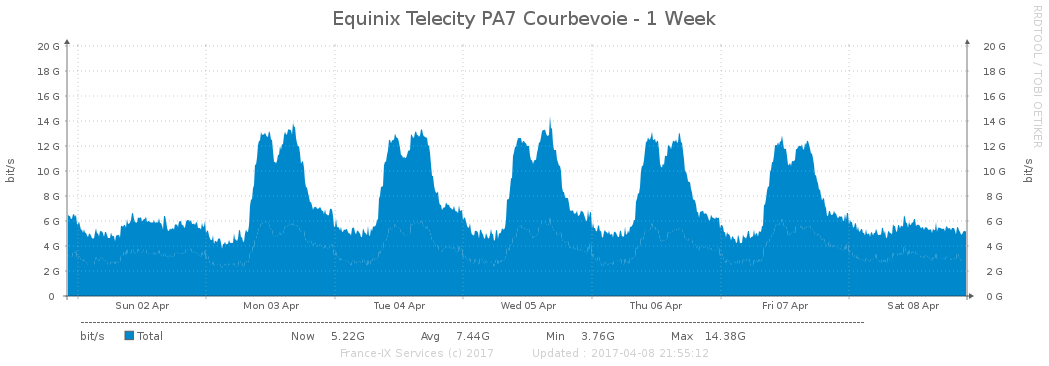 Equinix Telecity PA7 Courbevoie - 1 Week
RRDTOOL / TOBI OETIKER
bit/s
20 G 20 G
18 G 18 G
16 G 16 G
14 G 14 G
12 G 12 G
10 G 10 G
8 G 8 G
6 G 6 G
4 G 4 G
2 G 2 G
0 0 G
bit/s
Sun 02 Apr Mon 03 Apr Tue 04 Apr Wed 05 Apr Thu 06 Apr Fri 07 Apr Sat 08 Apr
bit/s Total Now 5.22G Avg 7.44G Min 3.76G Max 14.38G
France-IX Services (c) 2017 Updated : 2017-04-08 21:55:12